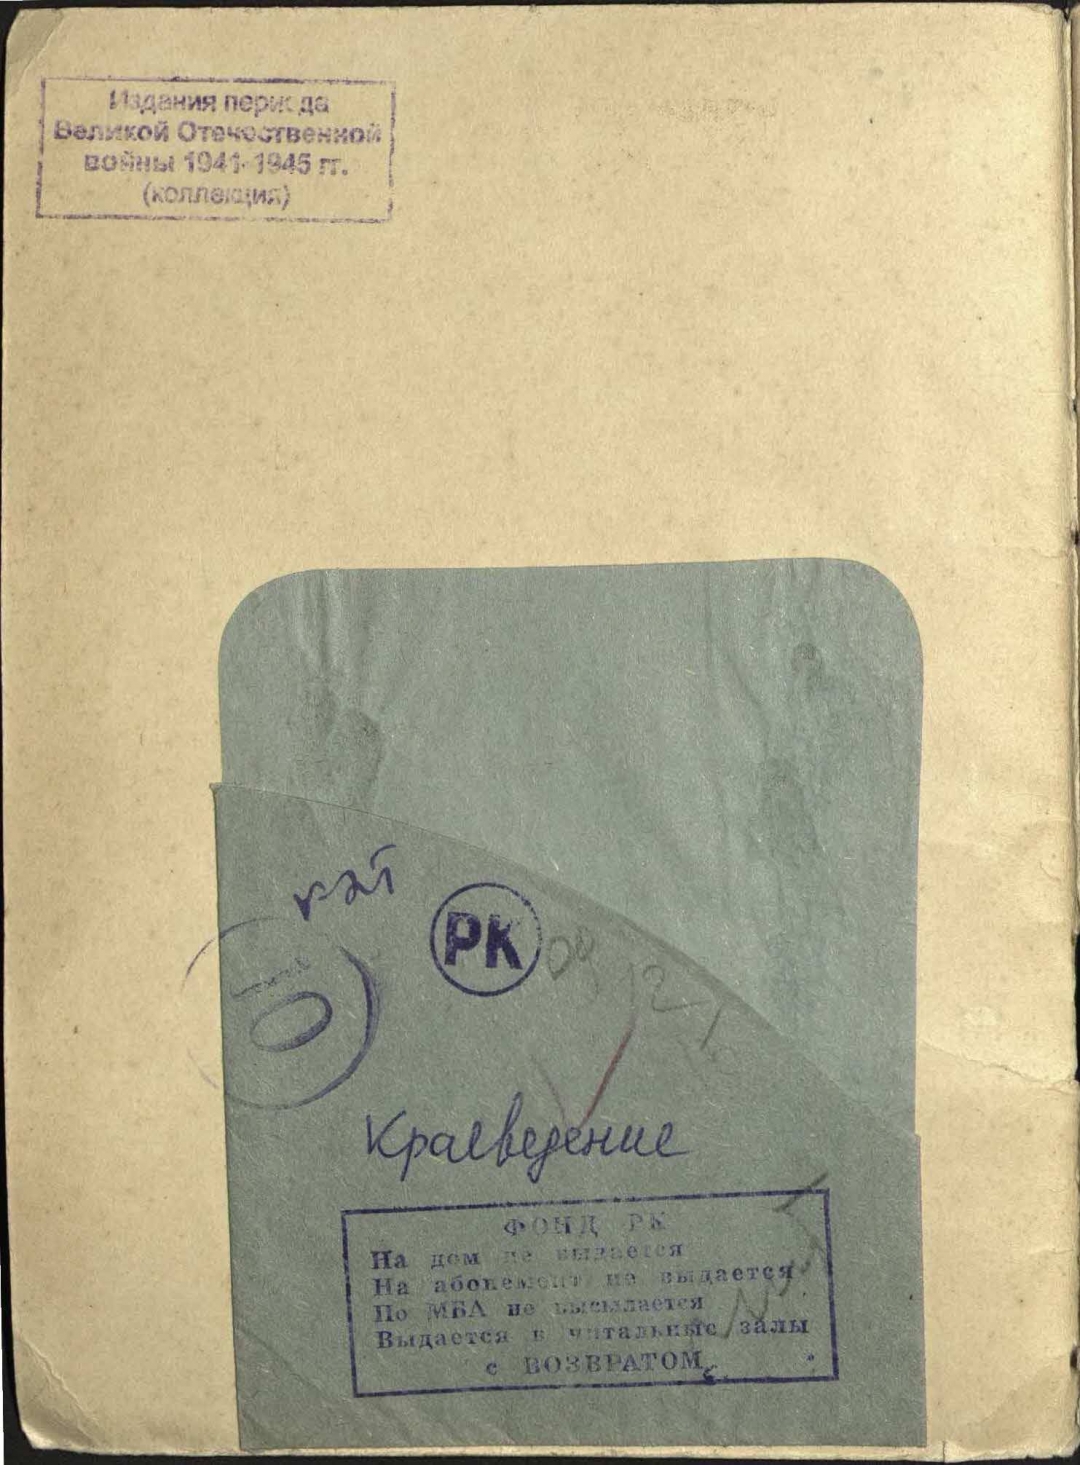 Издания периода
Великой Отечественной
войны 1941-1945 гг.
(коллекция)
РК
Краеведение
ФОНД РК
На дом не выдается
На абонемент не выдается
По МБА не высылается
Выдается в читальные залы
с ВОЗВРАТОМ